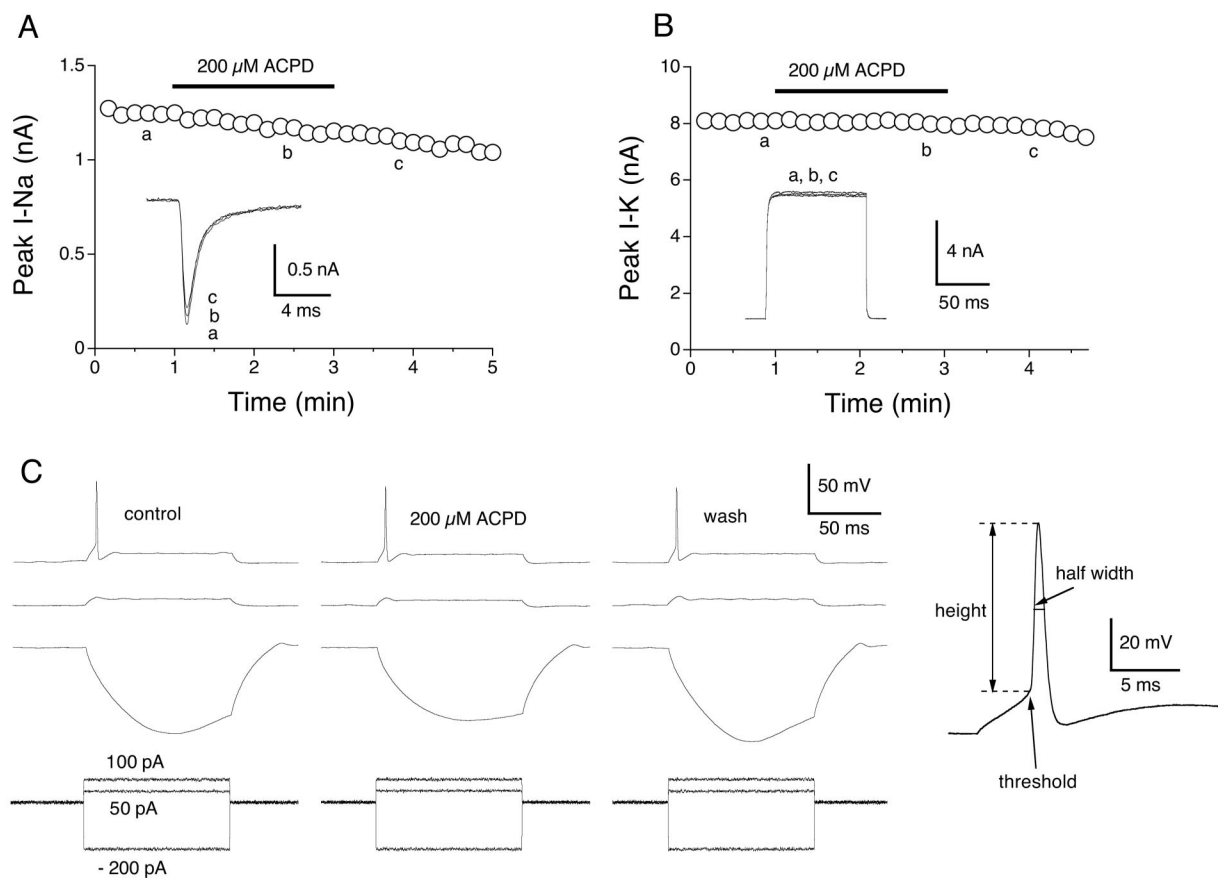 A
200 µM ACPD
Peak I-Na (nA)
1.5
1
0.5
0
a
b
c
c
b
a
0.5 nA
4 ms
0 1 2 3 4 5
Time (min)
B
200 µM ACPD
Peak I-K (nA)
10
8
6
4
2
0
a
b
c
a, b, c
4 nA
50 ms
0 1 2 3 4
Time (min)
C
control
200 µM ACPD
wash
50 mV
50 ms
100 pA
50 pA
- 200 pA
height
half width
20 mV
5 ms
threshold